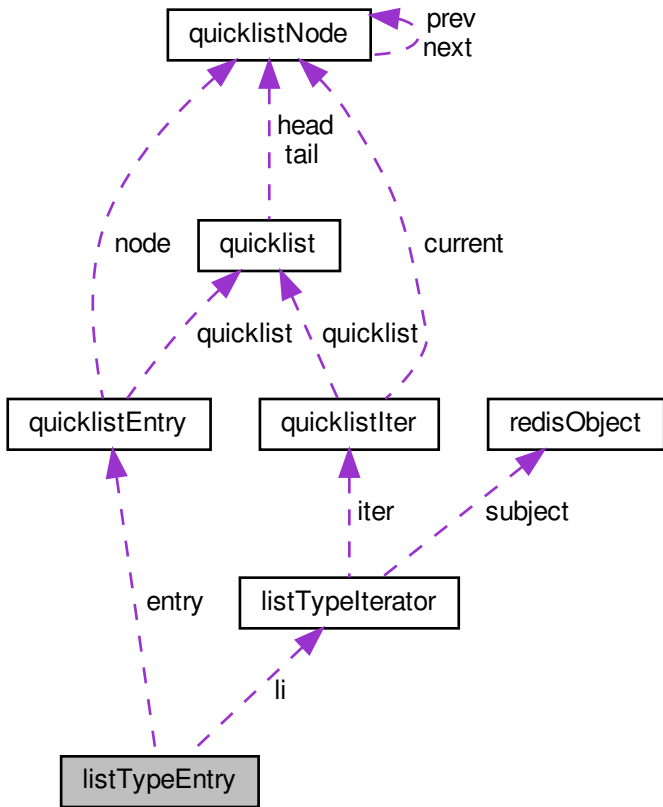 quicklistNode
prev
next
head
tail
node
quicklist
current
quicklist
quicklist
quicklistEntry
quicklistIter
redisObject
iter
subject
entry
listTypeIterator
li
listTypeEntry